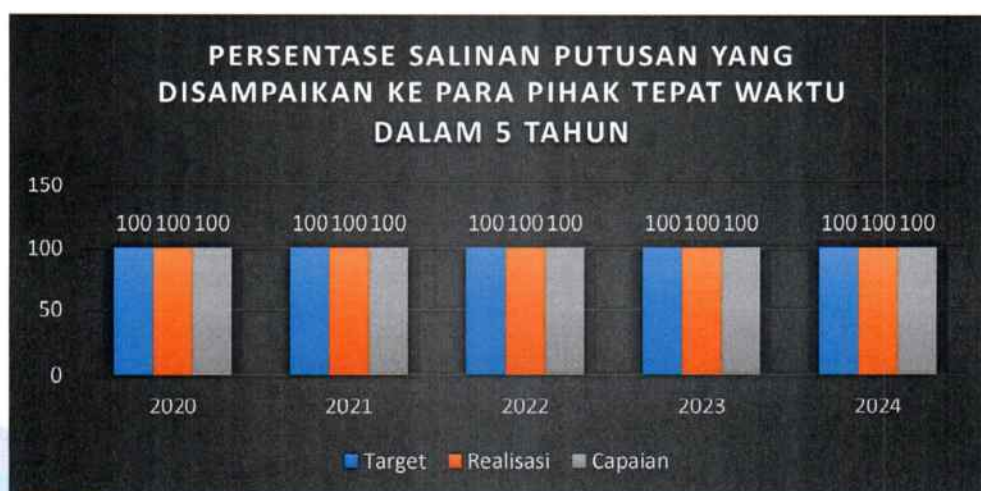 PERSENTASE SALINAN PUTUSAN YANG
DISAMPAIKAN KE PARA PIHAK TEPAT WAKTU
DALAM 5 TAHUN
150
100 100 100 100 100 100 100 100 100 100 100 100 100 100 100
100
50
0
2020 2021 2022 2023 2024
Target Realisasi Capaian